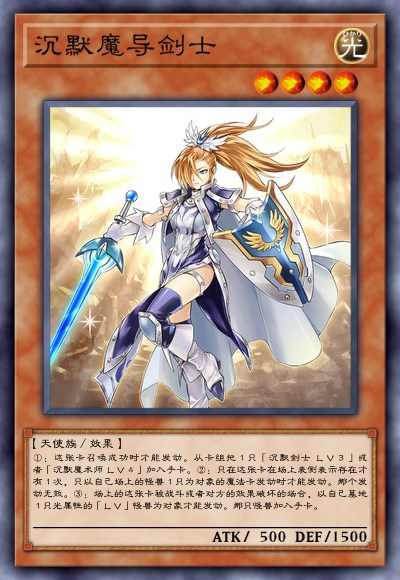 沉默魔导剑士
ひかり
光
【天使族／效果】
①：这张卡召唤成功时才能发动。从卡组把1只「沉默剑士 LV3」或
者「沉默魔术师 LV4」加入手卡。②：只在这张卡在场上表侧表示存在才
有1次，只以自己场上的怪兽1只为对象的魔法卡发动时才能发动。那个发
动无效。③：场上的这张卡被战斗或者对方的效果破坏的场合，以自己墓地
1只光属性的「LV」怪兽为对象才能发动。那只怪兽加入手卡。
ATK/ 500 DEF/1500